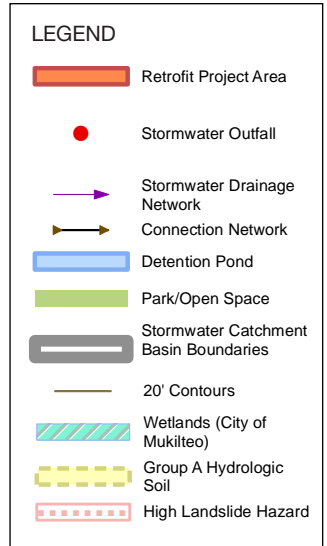 LEGEND
Retrofit Project Area
Stormwater Outfall
Stormwater Drainage
Network
Connection Network
Detention Pond
Park/Open Space
Stormwater Catchment
Basin Boundaries
20' Contours
Wetlands (City of
Mukilteo)
Group A Hydrologic
Soil
High Landslide Hazard